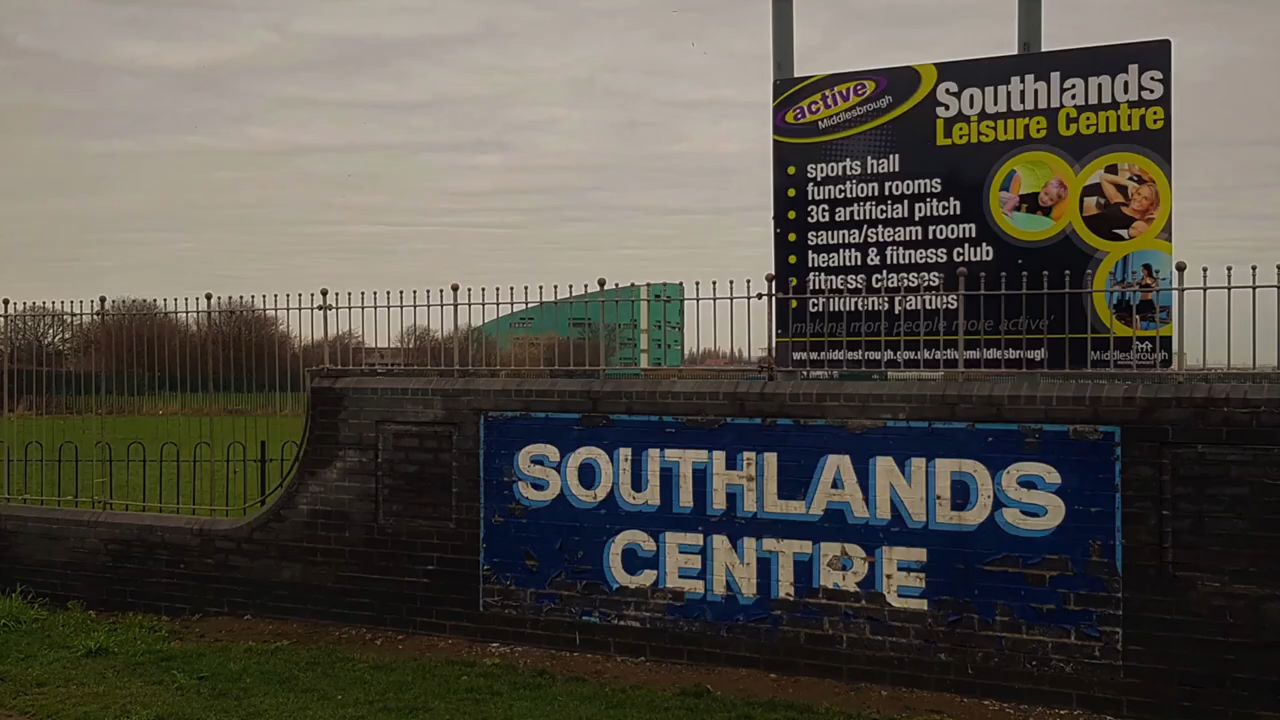 active
Middlesbrough
Southlands
Leisure Centre
sports hall
function rooms
3G artificial pitch
sauna/steam room
health & fitness club
fitness classes
childrens parties
making more people more active'
www.middlesbrough.gov.uk/activemiddlesbrough
Middlesbrough
SOUTHLANDS
CENTRE